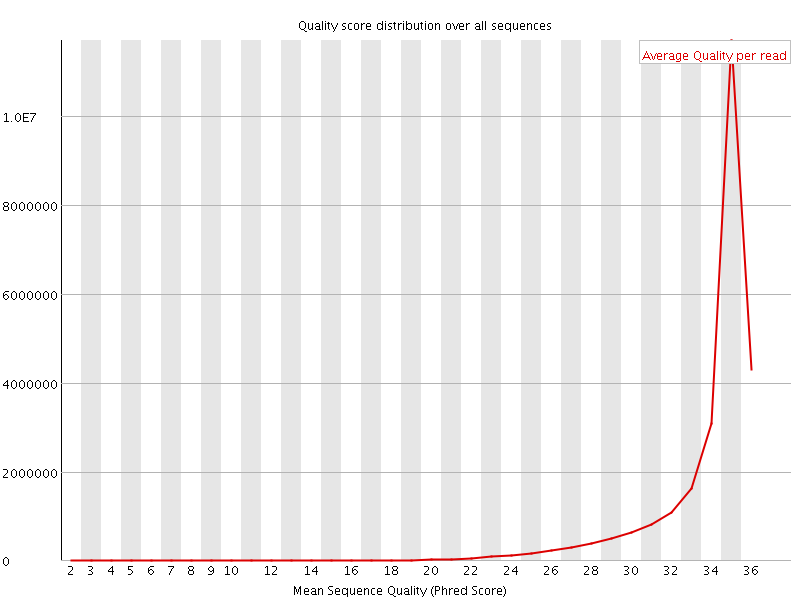 Quality score distribution over all sequences
Average Quality per read
1.0E7
8000000
6000000
4000000
2000000
0
2 3 4 5 6 7 8 9 10 12 14 16 18 20 22 24 26 28 30 32 34 36
Mean Sequence Quality (Phred Score)